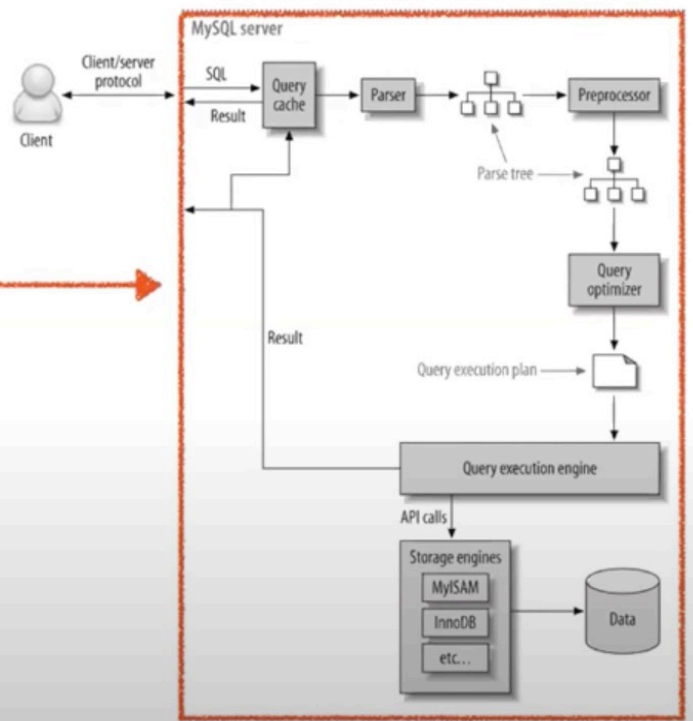 MySQL server
Client/server
protocol
SQL
Result
Query
cache
Parser
Preprocessor
Client
Parse tree
Query
optimizer
Result
Query execution plan
Query execution engine
API calls
Storage engines
MyISAM
InnoDB
etc...
Data